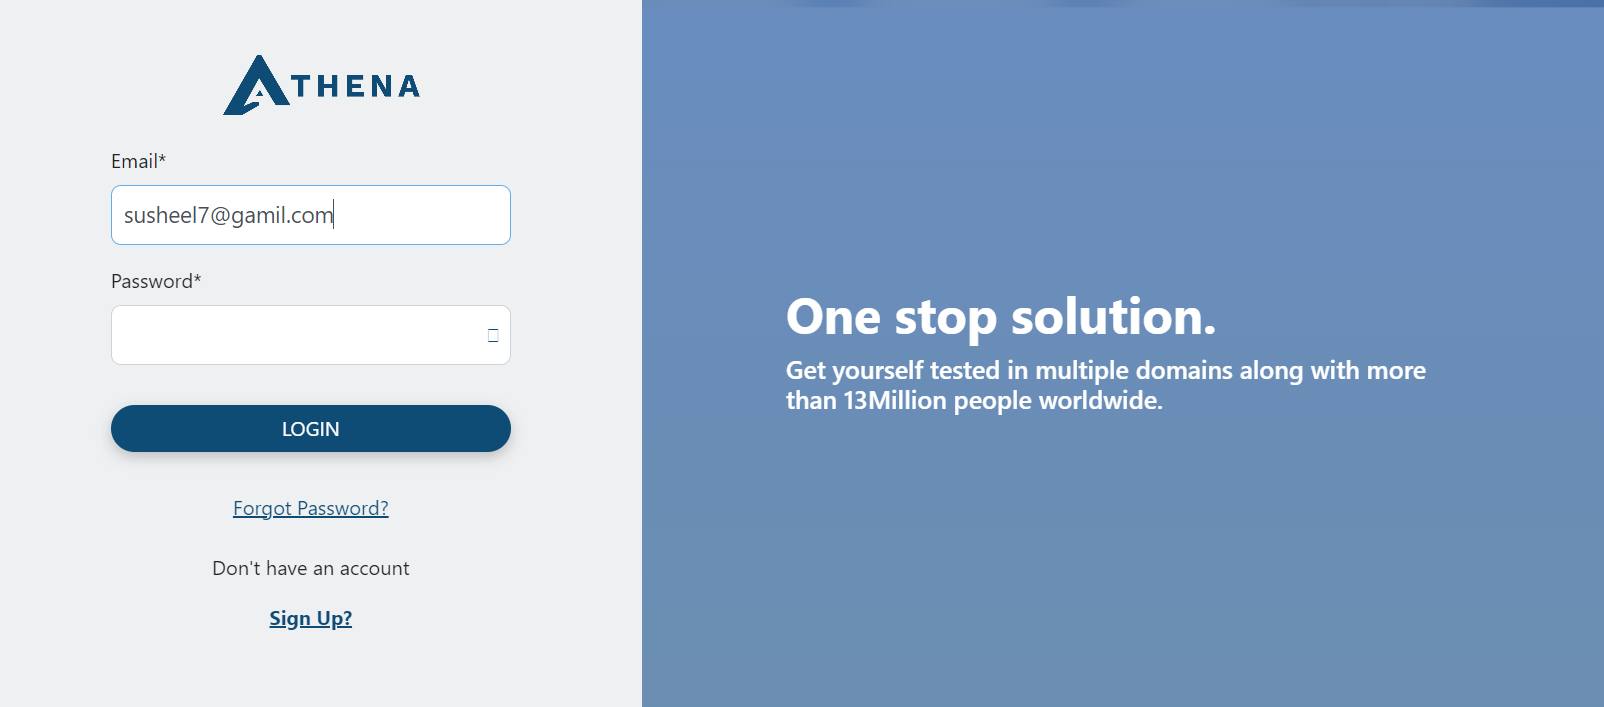 ATHENA
Email*
susheel7@gamil.com
Password*
LOGIN
Forgot Password?
Don't have an account
Sign Up?
One stop solution.
Get yourself tested in multiple domains along with more
than 13Million people worldwide.